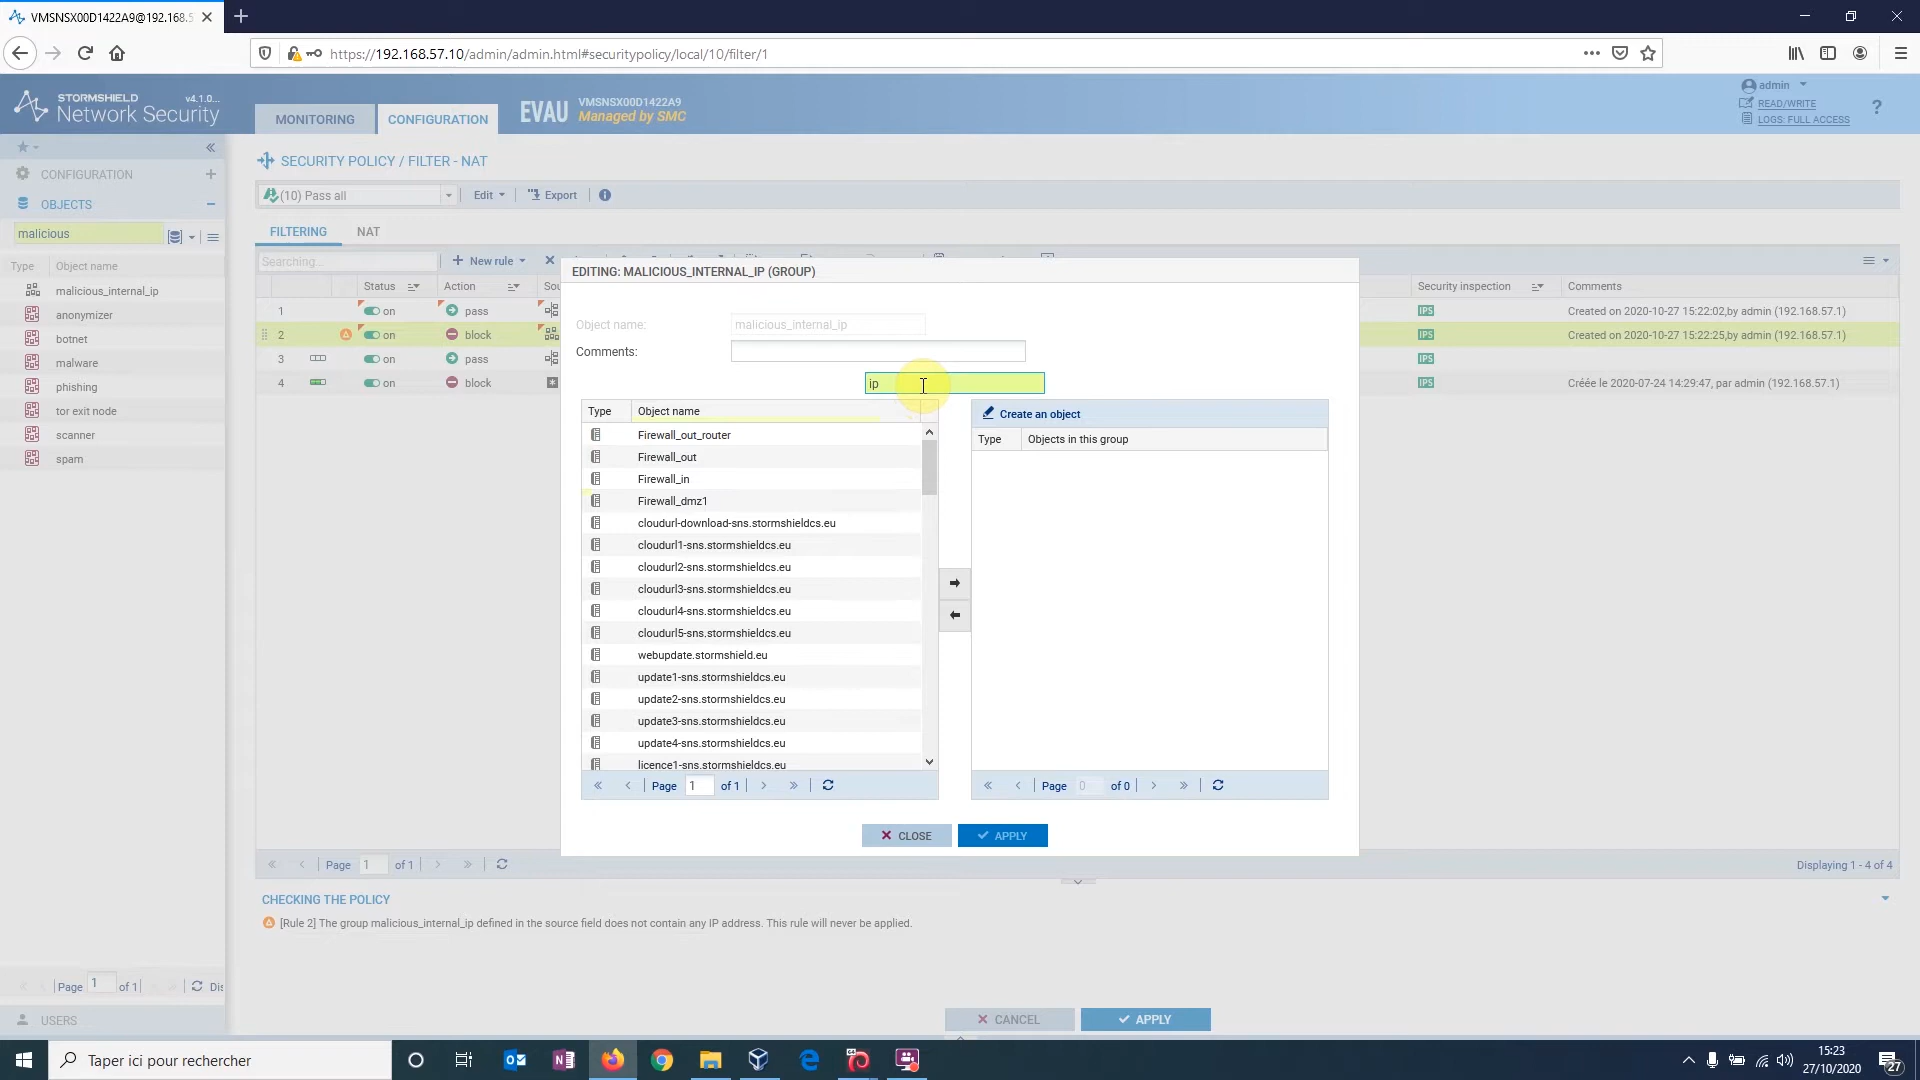 VMSNSX00D1422A9@192.168.5
https://192.168.57.10/admin/admin.html#securitypolicy/local/10/filter/1
STORMSHIELD v4.1.0...
Network Security
MONITORING
CONFIGURATION
EVAU
VMSNSX00D1422A9
Managed by SMC
admin
READ/WRITE
LOGS: FULL ACCESS
?
CONFIGURATION
OBJECTS
malicious
Type Object name
malicious_internal_ip
anonymizer
botnet
malware
phishing
tor exit node
scanner
spam
Page 1 of 1 Dis
USERS
SECURITY POLICY / FILTER - NAT
(10) Pass all Edit Export
FILTERING NAT
Searching... New rule
Status Action Sou Security inspection Comments
1 on pass IPS Created on 2020-10-27 15:22:02,by admin (192.168.57.1)
2 on block IPS Created on 2020-10-27 15:22:25,by admin (192.168.57.1)
3 on pass IPS
4 on block IPS Créée le 2020-07-24 14:29:47, par admin (192.168.57.1)
EDITING: MALICIOUS_INTERNAL_IP (GROUP)
Object name: malicious_internal_ip
Comments:
ip
Type Object name
Firewall_out_router
Firewall_out
Firewall_in
Firewall_dmz1
cloudurl-download-sns.stormshieldcs.eu
cloudurl1-sns.stormshieldcs.eu
cloudurl2-sns.stormshieldcs.eu
cloudurl3-sns.stormshieldcs.eu
cloudurl4-sns.stormshieldcs.eu
cloudurl5-sns.stormshieldcs.eu
webupdate.stormshield.eu
update1-sns.stormshieldcs.eu
update2-sns.stormshieldcs.eu
update3-sns.stormshieldcs.eu
update4-sns.stormshieldcs.eu
licence1-sns.stormshieldcs.eu
Page 1 of 1
Create an object
Type Objects in this group
Page 0 of 0
CLOSE APPLY
Page 1 of 1 Displaying 1 - 4 of 4
CHECKING THE POLICY
[Rule 2] The group malicious_internal_ip defined in the source field does not contain any IP address. This rule will never be applied.
CANCEL APPLY
Taper ici pour rechercher
15:23
27/10/2020
27